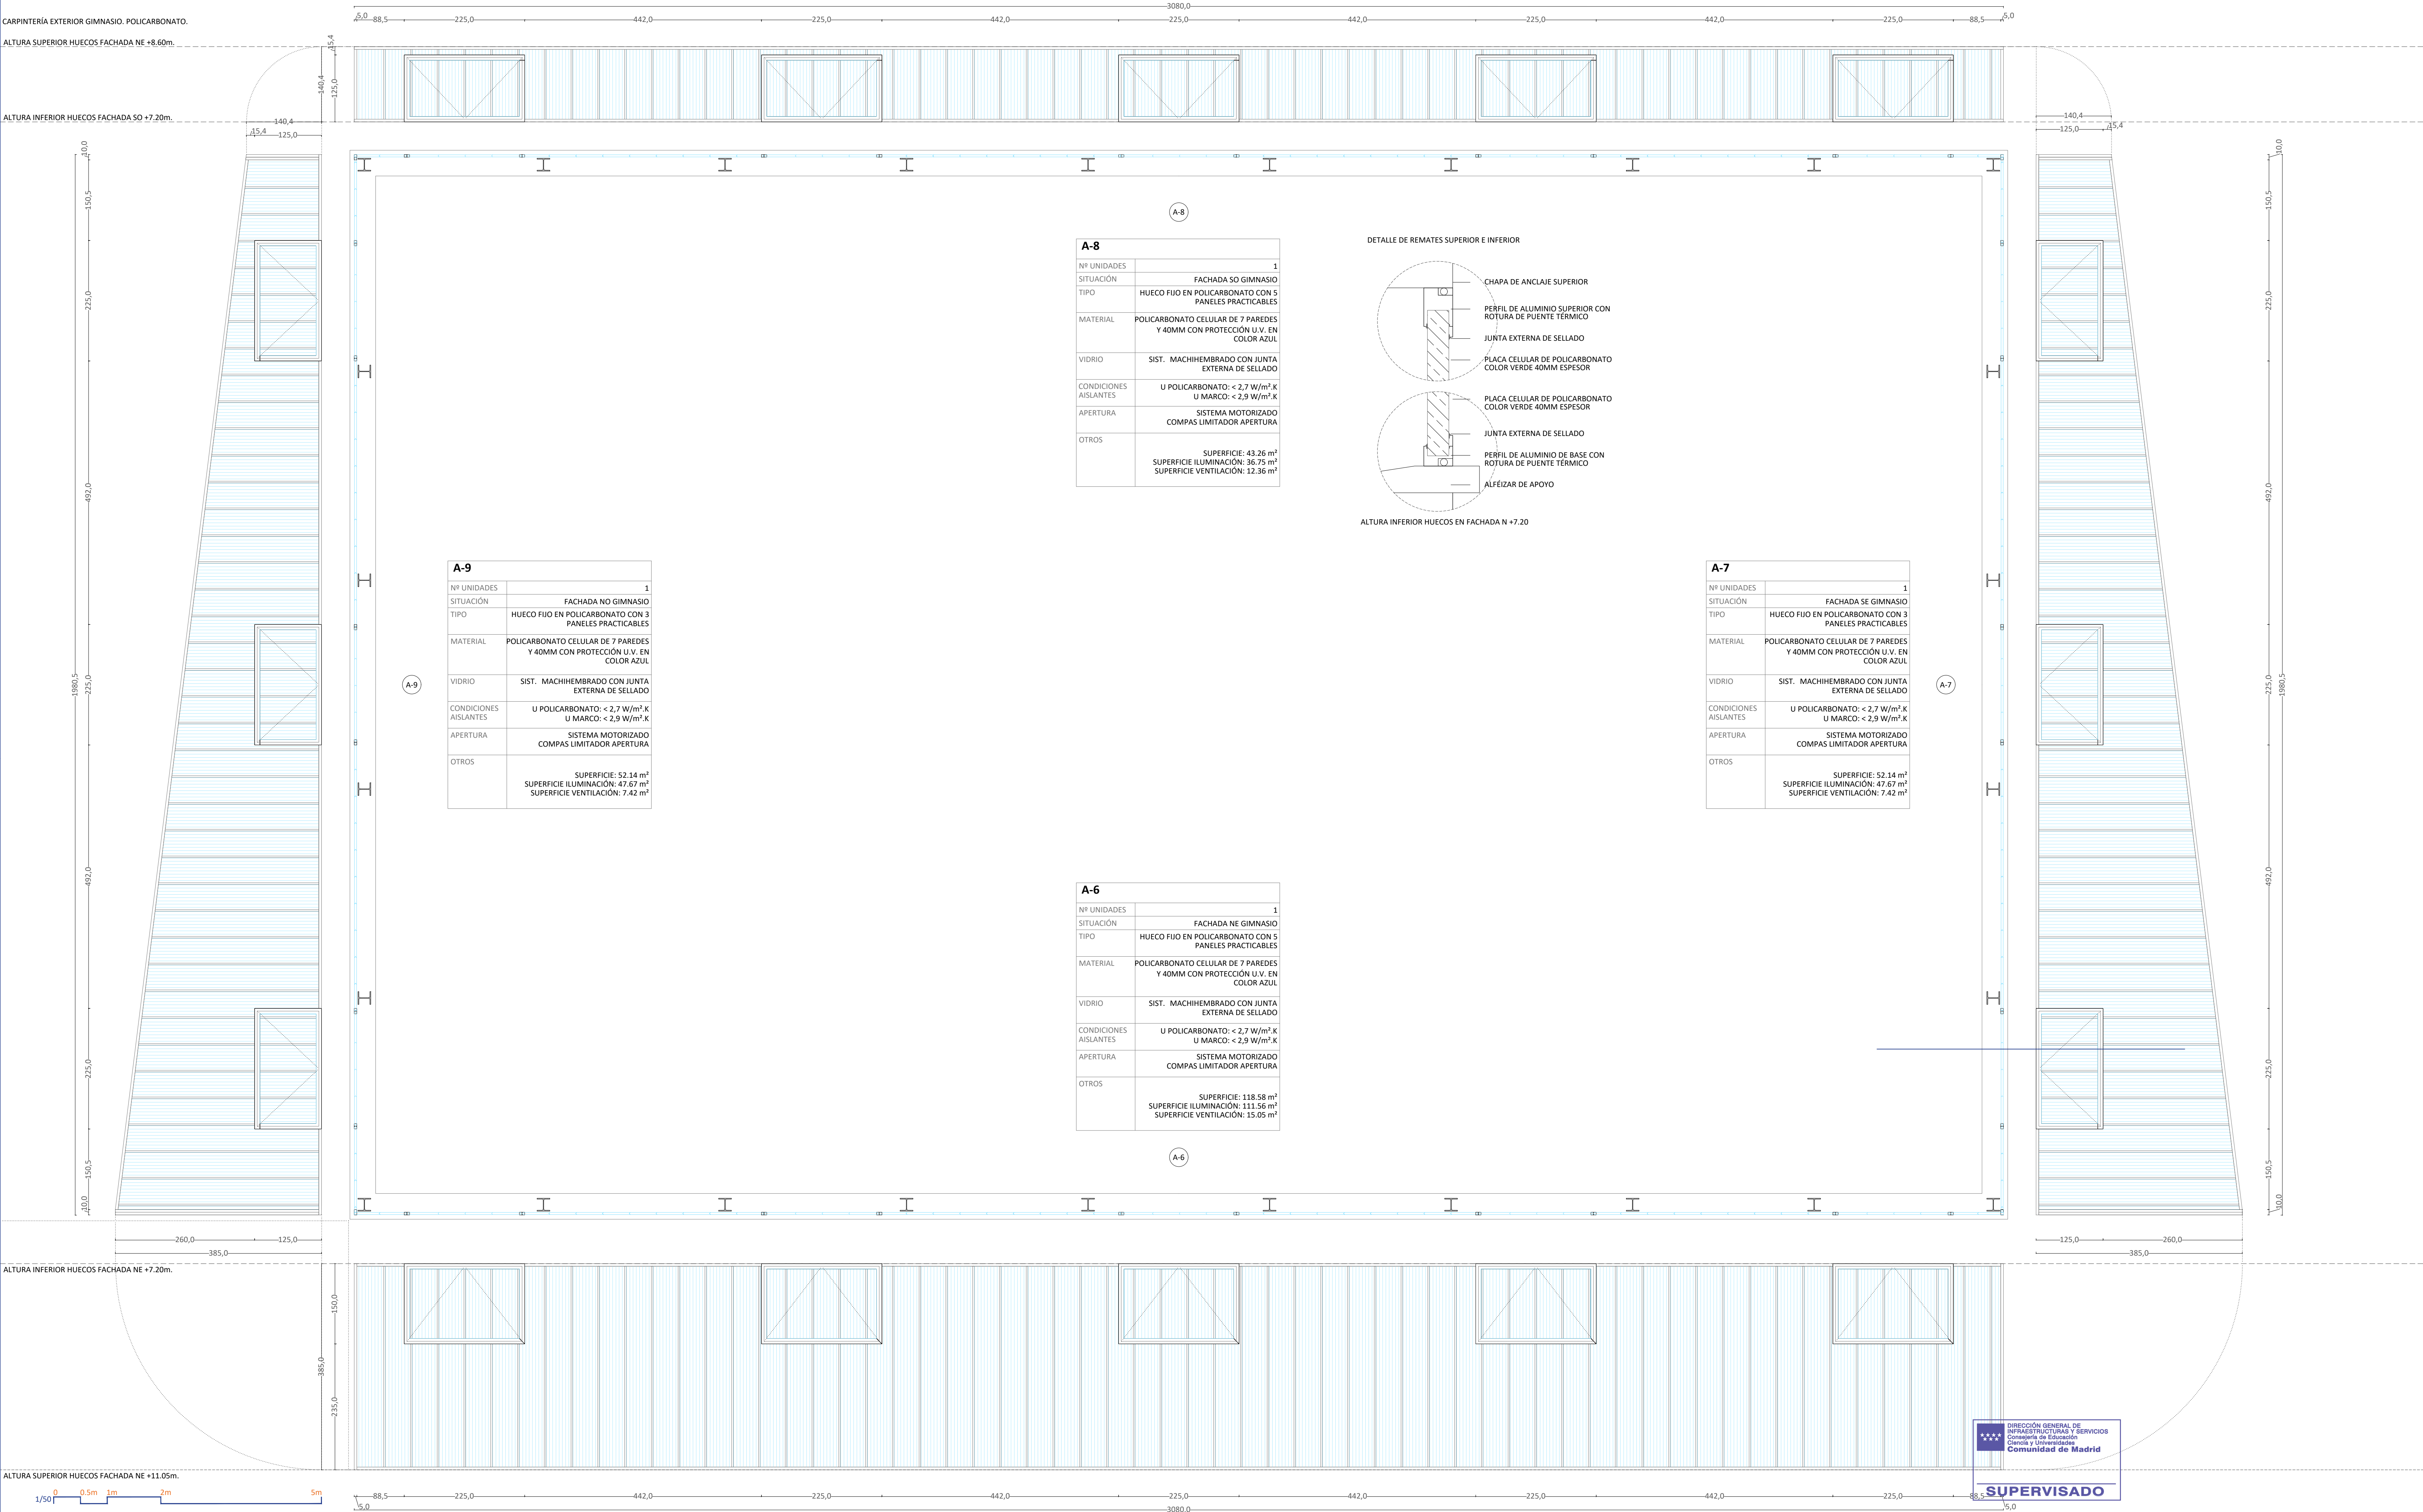 CARPINTERÍA EXTERIOR GIMNASIO. POLICARBONATO.
ALTURA SUPERIOR HUECOS FACHADA NE +8.60m.
ALTURA INFERIOR HUECOS FACHADA SO +7.20m.
3080,0
5,0 88,5 225,0 442,0 225,0 442,0 225,0 442,0 225,0 442,0 225,0 88,5 5,0
15,4
140,4
125,0
140,4
15,4
125,0
140,4
125,0
15,4
10,0
150,5
225,0
492,0
225,0
492,0
225,0
150,5
10,0
1980,5
A-8
A-8
Nº UNIDADES 1
SITUACIÓN FACHADA SO GIMNASIO
TIPO HUECO FIJO EN POLICARBONATO CON 5
PANELES PRACTICABLES
MATERIAL POLICARBONATO CELULAR DE 7 PAREDES
Y 40MM CON PROTECCIÓN U.V. EN
COLOR AZUL
VIDRIO SIST. MACHIHEMBRADO CON JUNTA
EXTERNA DE SELLADO
CONDICIONES U POLICARBONATO: < 2,7 W/m².K
AISLANTES U MARCO: < 2,9 W/m².K
APERTURA SISTEMA MOTORIZADO
COMPAS LIMITADOR APERTURA
OTROS
SUPERFICIE: 43.26 m²
SUPERFICIE ILUMINACIÓN: 36.75 m²
SUPERFICIE VENTILACIÓN: 12.36 m²
DETALLE DE REMATES SUPERIOR E INFERIOR
CHAPA DE ANCLAJE SUPERIOR
PERFIL DE ALUMINIO SUPERIOR CON
ROTURA DE PUENTE TÉRMICO
JUNTA EXTERNA DE SELLADO
PLACA CELULAR DE POLICARBONATO
COLOR VERDE 40MM ESPESOR
PLACA CELULAR DE POLICARBONATO
COLOR VERDE 40MM ESPESOR
JUNTA EXTERNA DE SELLADO
PERFIL DE ALUMINIO DE BASE CON
ROTURA DE PUENTE TÉRMICO
ALFÉIZAR DE APOYO
ALTURA INFERIOR HUECOS EN FACHADA N +7.20
A-9
A-9
Nº UNIDADES 1
SITUACIÓN FACHADA NO GIMNASIO
TIPO HUECO FIJO EN POLICARBONATO CON 3
PANELES PRACTICABLES
MATERIAL POLICARBONATO CELULAR DE 7 PAREDES
Y 40MM CON PROTECCIÓN U.V. EN
COLOR AZUL
VIDRIO SIST. MACHIHEMBRADO CON JUNTA
EXTERNA DE SELLADO
CONDICIONES U POLICARBONATO: < 2,7 W/m².K
AISLANTES U MARCO: < 2,9 W/m².K
APERTURA SISTEMA MOTORIZADO
COMPAS LIMITADOR APERTURA
OTROS
SUPERFICIE: 52.14 m²
SUPERFICIE ILUMINACIÓN: 47.67 m²
SUPERFICIE VENTILACIÓN: 7.42 m²
A-7
A-7
Nº UNIDADES 1
SITUACIÓN FACHADA SE GIMNASIO
TIPO HUECO FIJO EN POLICARBONATO CON 3
PANELES PRACTICABLES
MATERIAL POLICARBONATO CELULAR DE 7 PAREDES
Y 40MM CON PROTECCIÓN U.V. EN
COLOR AZUL
VIDRIO SIST. MACHIHEMBRADO CON JUNTA
EXTERNA DE SELLADO
CONDICIONES U POLICARBONATO: < 2,7 W/m².K
AISLANTES U MARCO: < 2,9 W/m².K
APERTURA SISTEMA MOTORIZADO
COMPAS LIMITADOR APERTURA
OTROS
SUPERFICIE: 52.14 m²
SUPERFICIE ILUMINACIÓN: 47.67 m²
SUPERFICIE VENTILACIÓN: 7.42 m²
10,0
150,5
225,0
492,0
225,0
492,0
225,0
150,5
10,0
1980,5
A-6
Nº UNIDADES 1
SITUACIÓN FACHADA NE GIMNASIO
TIPO HUECO FIJO EN POLICARBONATO CON 5
PANELES PRACTICABLES
MATERIAL POLICARBONATO CELULAR DE 7 PAREDES
Y 40MM CON PROTECCIÓN U.V. EN
COLOR AZUL
VIDRIO SIST. MACHIHEMBRADO CON JUNTA
EXTERNA DE SELLADO
CONDICIONES U POLICARBONATO: < 2,7 W/m².K
AISLANTES U MARCO: < 2,9 W/m².K
APERTURA SISTEMA MOTORIZADO
COMPAS LIMITADOR APERTURA
OTROS
SUPERFICIE: 118.58 m²
SUPERFICIE ILUMINACIÓN: 111.56 m²
SUPERFICIE VENTILACIÓN: 15.05 m²
A-6
260,0 125,0
385,0
125,0 260,0
385,0
ALTURA INFERIOR HUECOS FACHADA NE +7.20m.
150,0
385,0
235,0
ALTURA SUPERIOR HUECOS FACHADA NE +11.05m.
0 0.5m 1m 2m 5m
1/50
5,0 88,5 225,0 442,0 225,0 442,0 225,0 442,0 225,0 442,0 225,0 88,5 5,0
3080,0
DIRECCIÓN GENERAL DE
INFRAESTRUCTURAS Y SERVICIOS
Consejería de Educación
Ciencia y Universidades
Comunidad de Madrid
SUPERVISADO